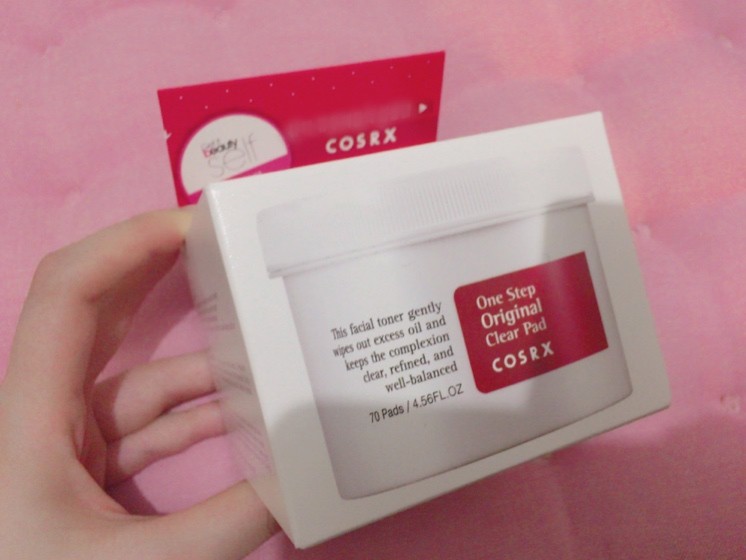 beauty
self
COSRX
This facial toner gently
wipes out excess oil and
keeps the complexion
clear, refined, and
well-balanced
70 Pads / 4.56FL.OZ
One Step
Original
Clear Pad
COSRX